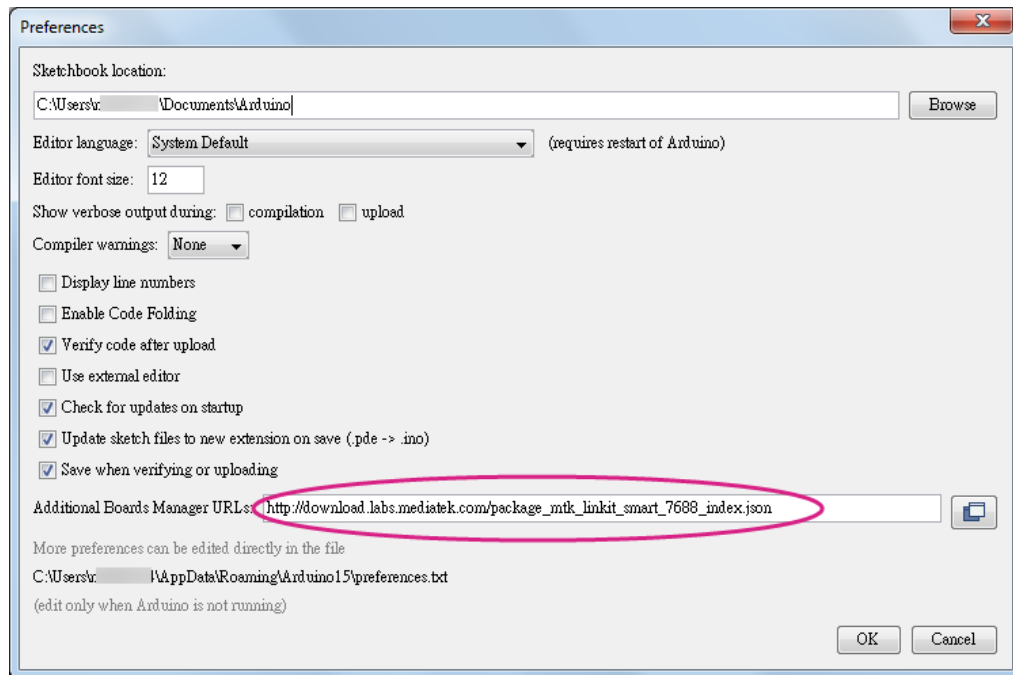 Preferences
Sketchbook location:
C:\Users\r \Documents\Arduino
Browse
Editor language: System Default (requires restart of Arduino)
Editor font size: 12
Show verbose output during: compilation upload
Compiler warnings: None
Display line numbers
Enable Code Folding
Verify code after upload
Use external editor
Check for updates on startup
Update sketch files to new extension on save (.pde -> .ino)
Save when verifying or uploading
Additional Boards Manager URLs: http://download.labs.mediatek.com/package_mtk_linkit_smart_7688_index.json
More preferences can be edited directly in the file
C:\Users\r \AppData\Roaming\Arduino15\preferences.txt
(edit only when Arduino is not running)
OK Cancel